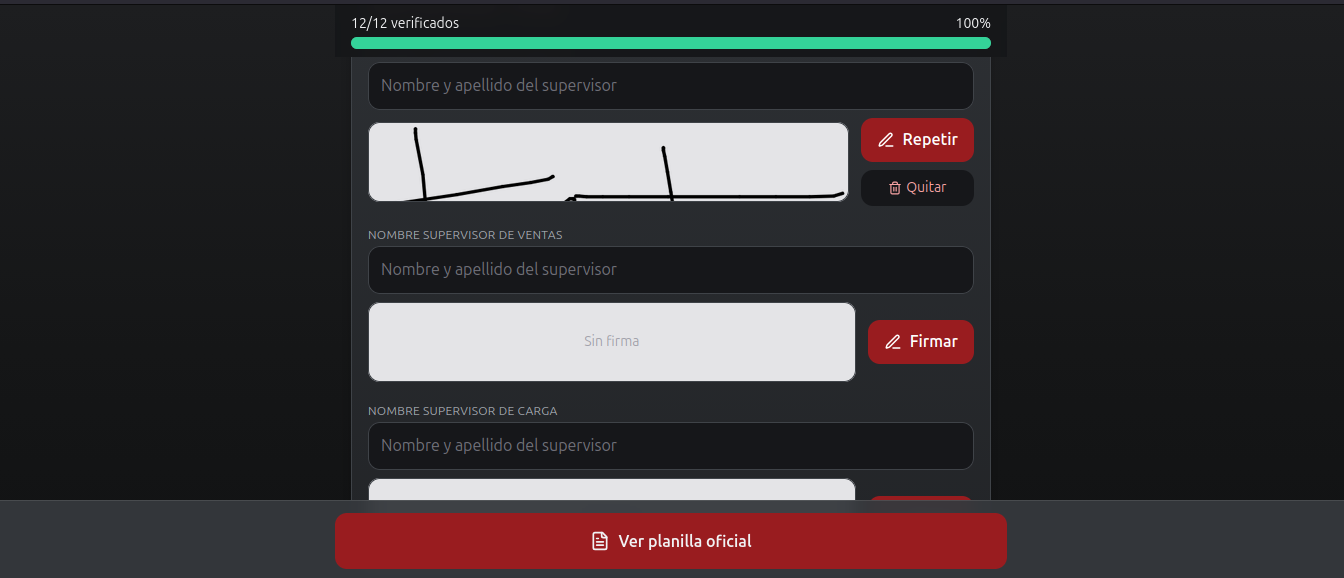 12/12 verificados 100%
Nombre y apellido del supervisor
Repetir
Quitar
NOMBRE SUPERVISOR DE VENTAS
Nombre y apellido del supervisor
Sin firma
Firmar
NOMBRE SUPERVISOR DE CARGA
Nombre y apellido del supervisor
Ver planilla oficial